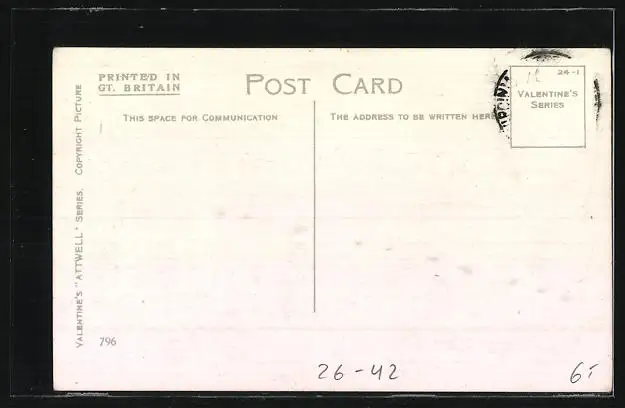 PRINTED IN
GT. BRITAIN
POST CARD
THIS SPACE FOR COMMUNICATION
THE ADDRESS TO BE WRITTEN HERE
24-1
VALENTINE'S
SERIES
VALENTINE'S "ATTWELL" SERIES. COPYRIGHT PICTURE
796
26-42